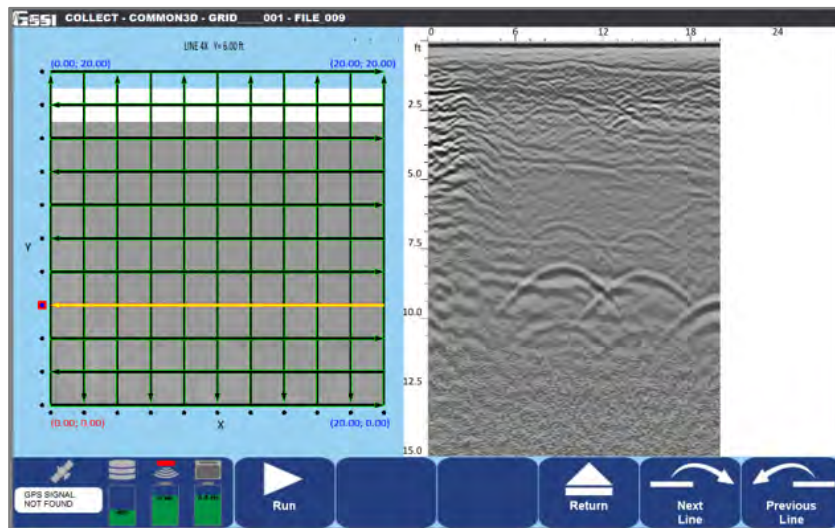 GSSI COLLECT - COMMON3D - GRID____001 - FILE_009
LINE 4X Y= 6.00 ft
(0.00; 20.00) (20.00; 20.00)
Y
(0.00; 0.00) X (20.00; 0.00)
0 6 12 18 24
ft
2.5
5.0
7.5
10.0
12.5
15.0
GPS SIGNAL
NOT FOUND
Run
Return
Next
Line
Previous
Line